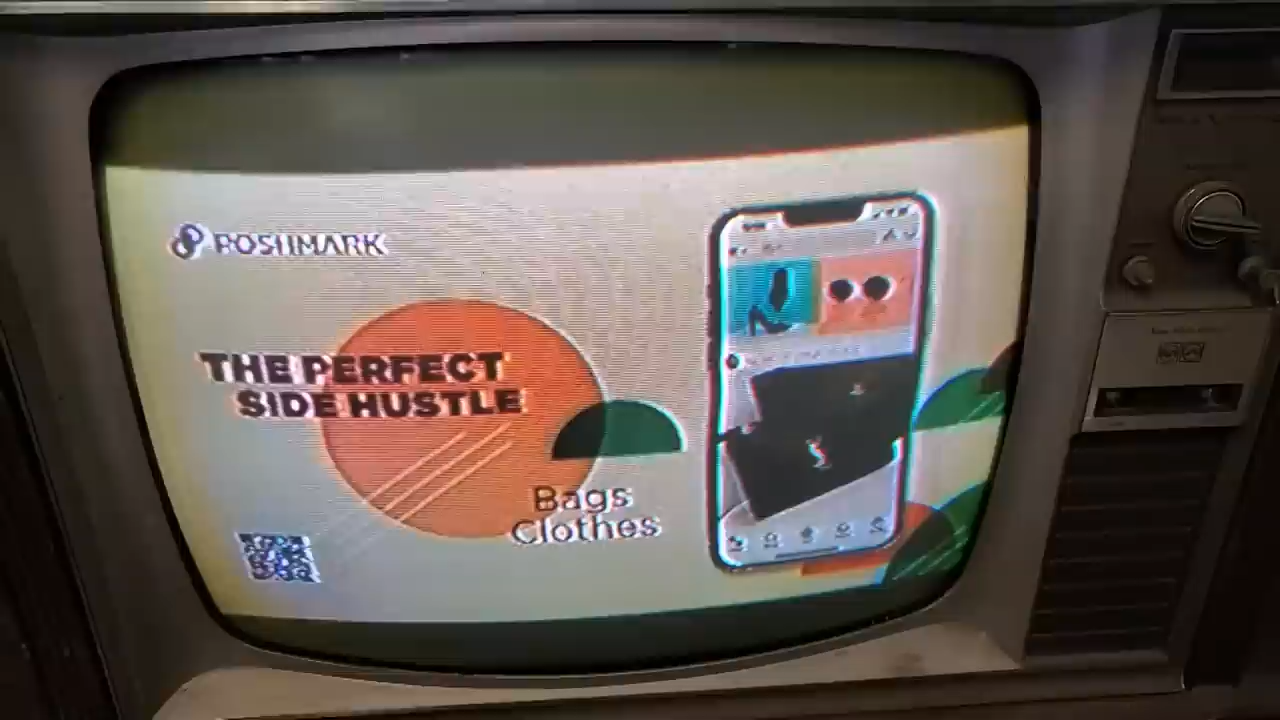 POSHMARK
THE PERFECT
SIDE HUSTLE
Bags
Clothes